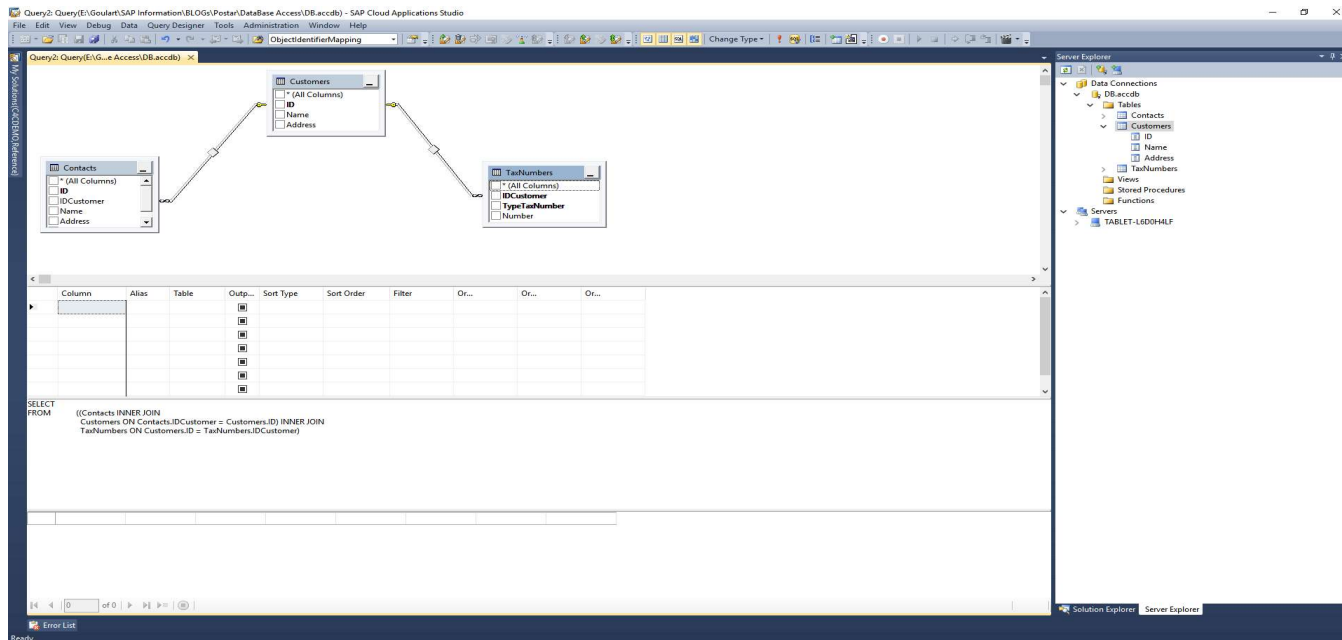 Query2: Query(E:\Goulart\SAP Information\BLOGs\Postar\DataBase Access\DB.accdb) - SAP Cloud Applications Studio
File Edit View Debug Data Query Designer Tools Administration Window Help
ObjectIdentifierMapping Change Type
Query2: Query(E:\G...e Access\DB.accdb)
My Solutions(C4CDEMO,Reference)
Customers
* (All Columns)
ID
Name
Address
Contacts
* (All Columns)
ID
IDCustomer
Name
Address
TaxNumbers
* (All Columns)
IDCustomer
TypeTaxNumber
Number
Column Alias Table Outp... Sort Type Sort Order Filter Or... Or... Or...
SELECT
FROM ((Contacts INNER JOIN
Customers ON Contacts.IDCustomer = Customers.ID) INNER JOIN
TaxNumbers ON Customers.ID = TaxNumbers.IDCustomer)
0 of 0
Error List
Ready
Server Explorer
Data Connections
DB.accdb
Tables
Contacts
Customers
ID
Name
Address
TaxNumbers
Views
Stored Procedures
Functions
Servers
TABLET-L6D0H4LF
Solution Explorer Server Explorer